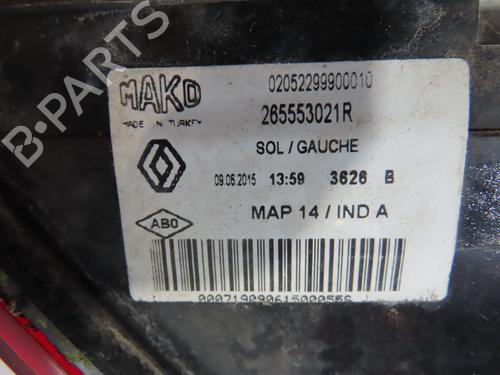 MAKO
MADE IN TURKEY
02052299900010
265553021R
SOL / GAUCHE
09.06.2015 13:59 3626 B
ABO
MAP 14 / IND A
B-PARTS